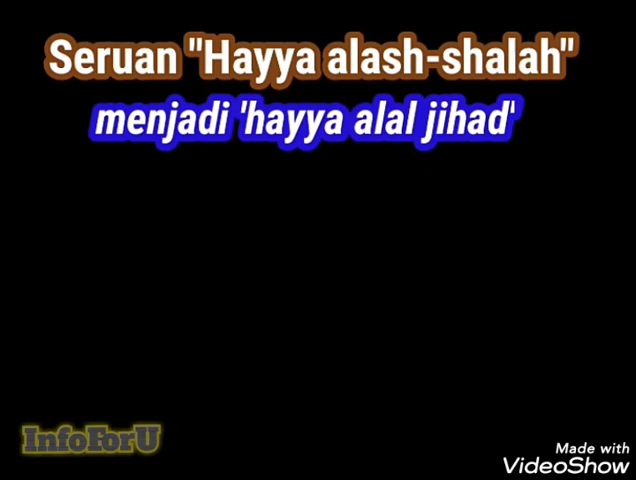 Seruan "Hayya alash-shalah"
menjadi 'hayya alal jihad'
InfoForU
Made with
VideoShow